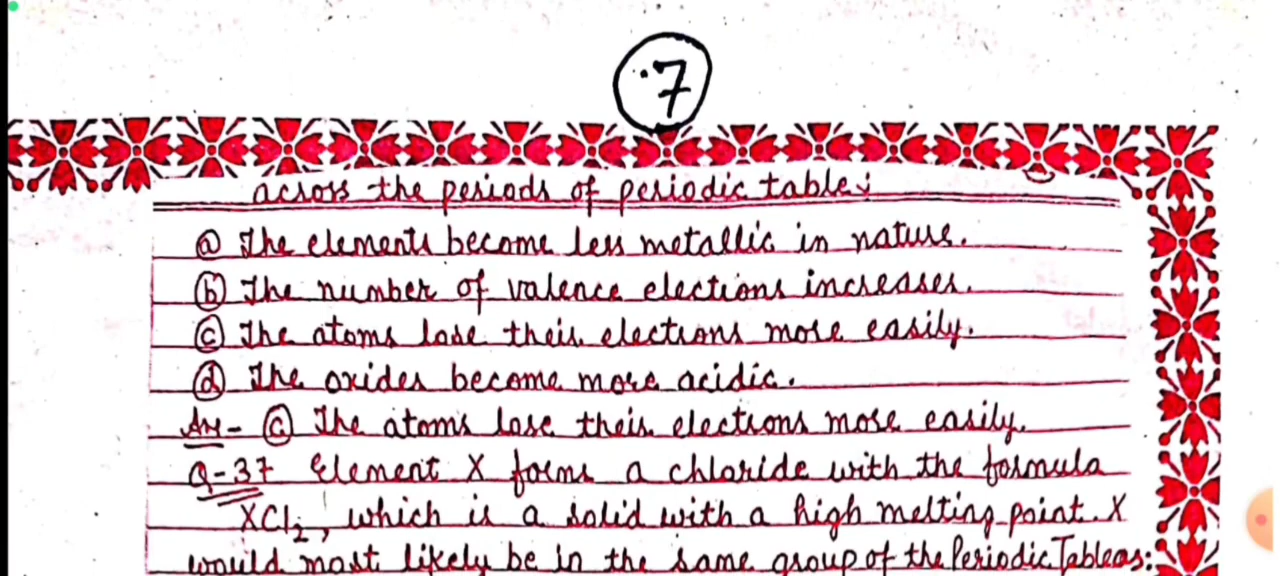 7
across the periods of periodic table;
(a) The elements become less metallic in nature.
(b) The number of valence elections increases.
(c) The atoms lose their elections more easily.
(d) The oxides become more acidic.
Ans- (c) The atoms lose their elections more easily.
Q-37 Element X forms a chloride with the formula
XCl₂, which is a solid with a high melting point X
would most likely be in the same group of the Periodic Table as: